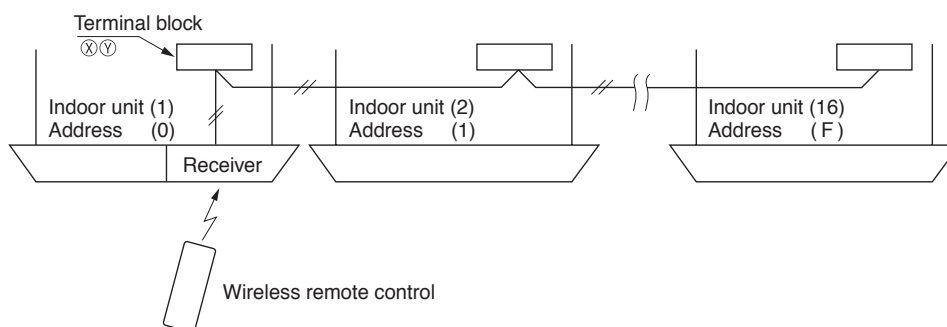 Terminal block
Ⓧ Ⓨ
Indoor unit (1)
Address (0)
Indoor unit (2)
Address (1)
Indoor unit (16)
Address ( F )
Receiver
Wireless remote control